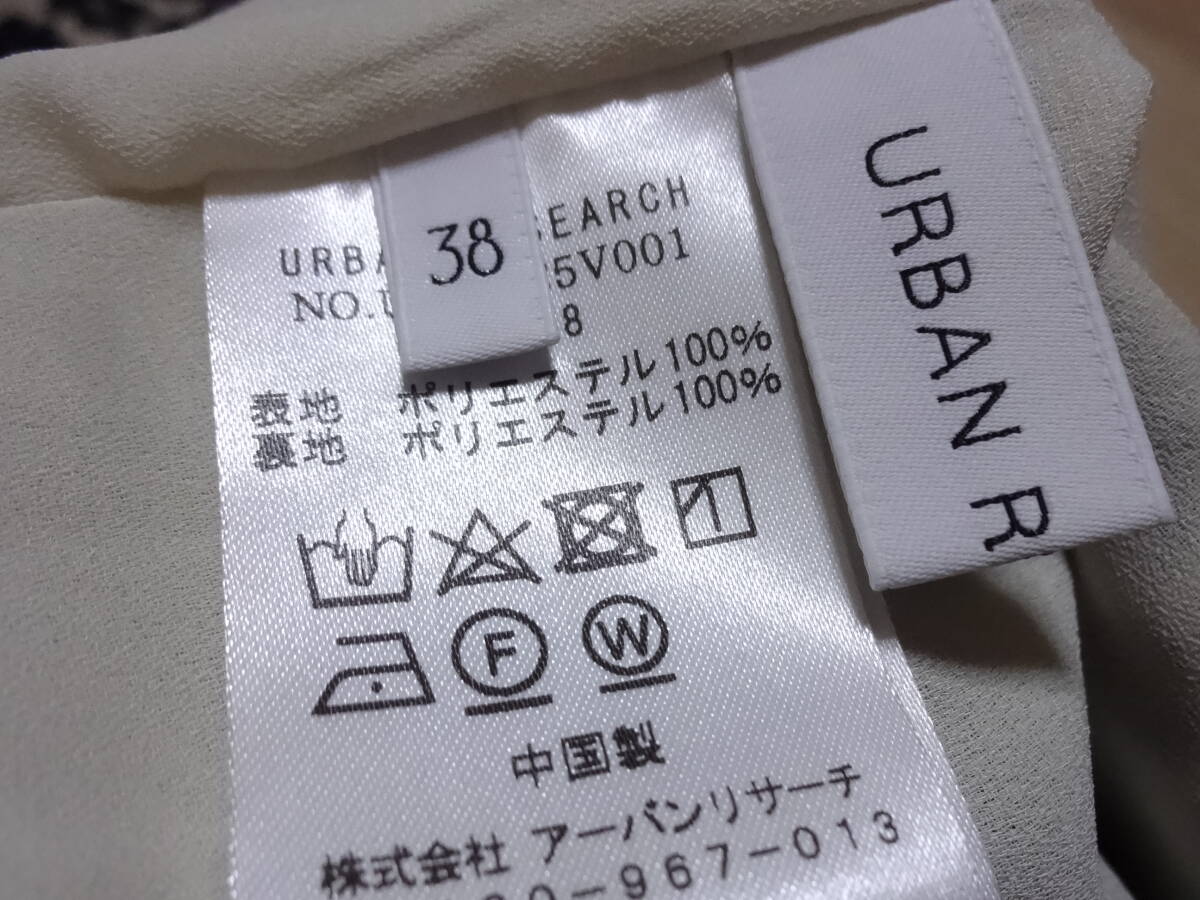 38
URBAN R
URBA EARCH
NO. 5V001
8
表地 ポリエステル100%
裏地 ポリエステル100%
F W
中国製
株式会社 アーバンリサーチ
0-967-013